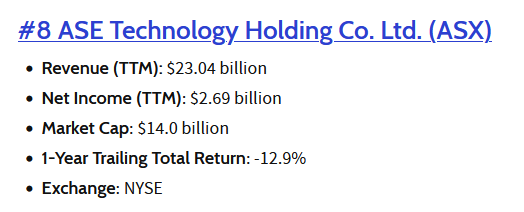 #8 ASE Technology Holding Co. Ltd. (ASX)
Revenue (TTM): $23.04 billion
Net Income (TTM): $2.69 billion
Market Cap: $14.0 billion
1-Year Trailing Total Return: -12.9%
Exchange: NYSE